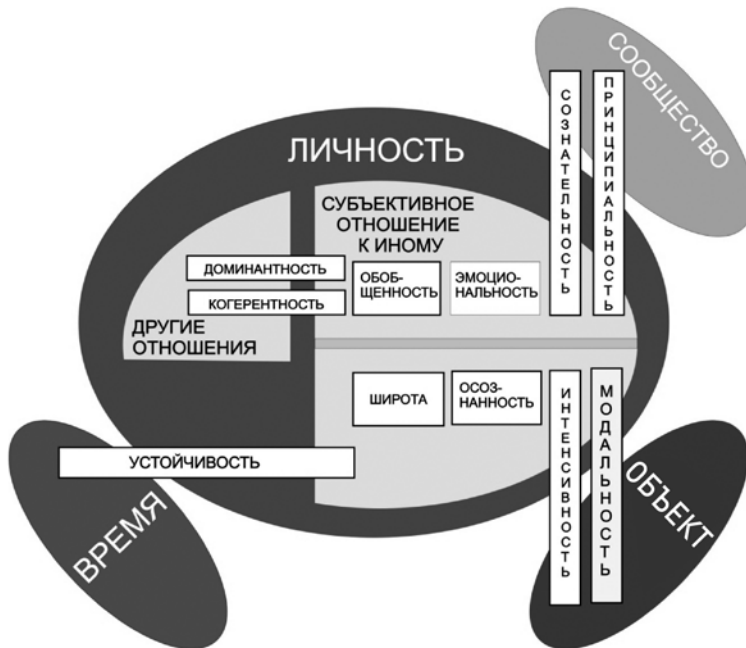 СООБЩЕСТВО
ЛИЧНОСТЬ
СОЗНАТЕЛЬНОСТЬ
ПРИНЦИПИАЛЬНОСТЬ
СУБЪЕКТИВНОЕ
ОТНОШЕНИЕ
К ИНОМУ
ДОМИНАНТНОСТЬ
КОГЕРЕНТНОСТЬ
ОБОБ-
ЩЕННОСТЬ
ЭМОЦИО-
НАЛЬНОСТЬ
ДРУГИЕ
ОТНОШЕНИЯ
ШИРОТА
ОСОЗ-
НАННОСТЬ
ИНТЕНСИВНОСТЬ
МОДАЛЬНОСТЬ
УСТОЙЧИВОСТЬ
ВРЕМЯ
ОБЪЕКТ